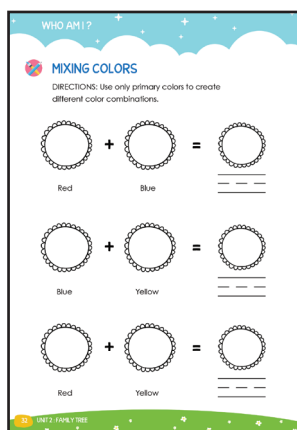 WHO AM I?
MIXING COLORS
DIRECTIONS: Use only primary colors to create
different color combinations.
+ =
Red Blue
+ =
Blue Yellow
+ =
Red Yellow
32 UNIT 2 : FAMILY TREE